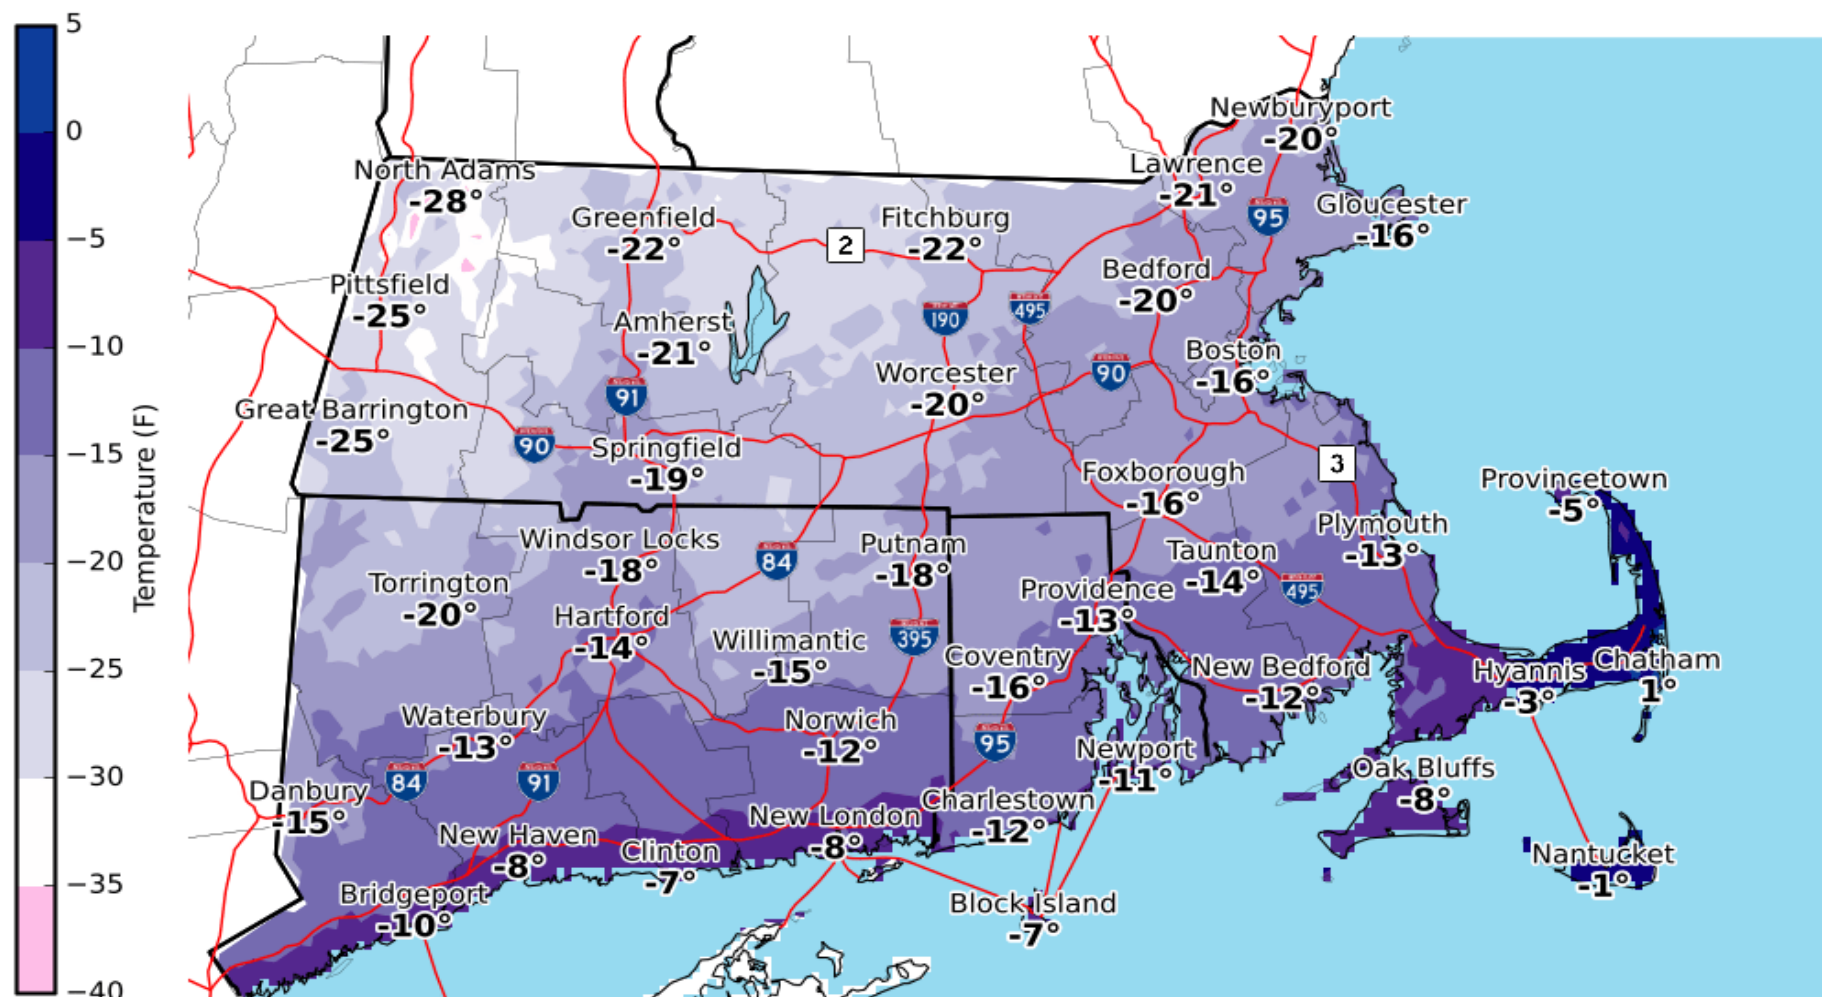 5
0
−5
−10
−15
−20
−25
−30
−35
−40
Temperature (F)
Newburyport
-20°
North Adams
-28°
Lawrence
-21°
Greenfield
-22°
Fitchburg
-22°
95
Gloucester
-16°
2
Pittsfield
-25°
Bedford
-20°
190
495
Amherst
-21°
Boston
-16°
Worcester
-20°
90
91
Great Barrington
-25°
90
Springfield
-19°
3
Foxborough
-16°
Provincetown
-5°
Windsor Locks
-18°
84
Putnam
-18°
Plymouth
-13°
Taunton
-14°
Torrington
-20°
Providence
-13°
495
Hartford
-14°
Willimantic
-15°
395
Coventry
-16°
New Bedford
-12°
Hyannis
-3°
Chatham
1°
Waterbury
-13°
Norwich
-12°
95
Newport
-11°
84
91
Oak Bluffs
-8°
Danbury
-15°
Charlestown
-12°
New London
-8°
New Haven
-8°
Clinton
-7°
Nantucket
-1°
Bridgeport
-10°
Block Island
-7°